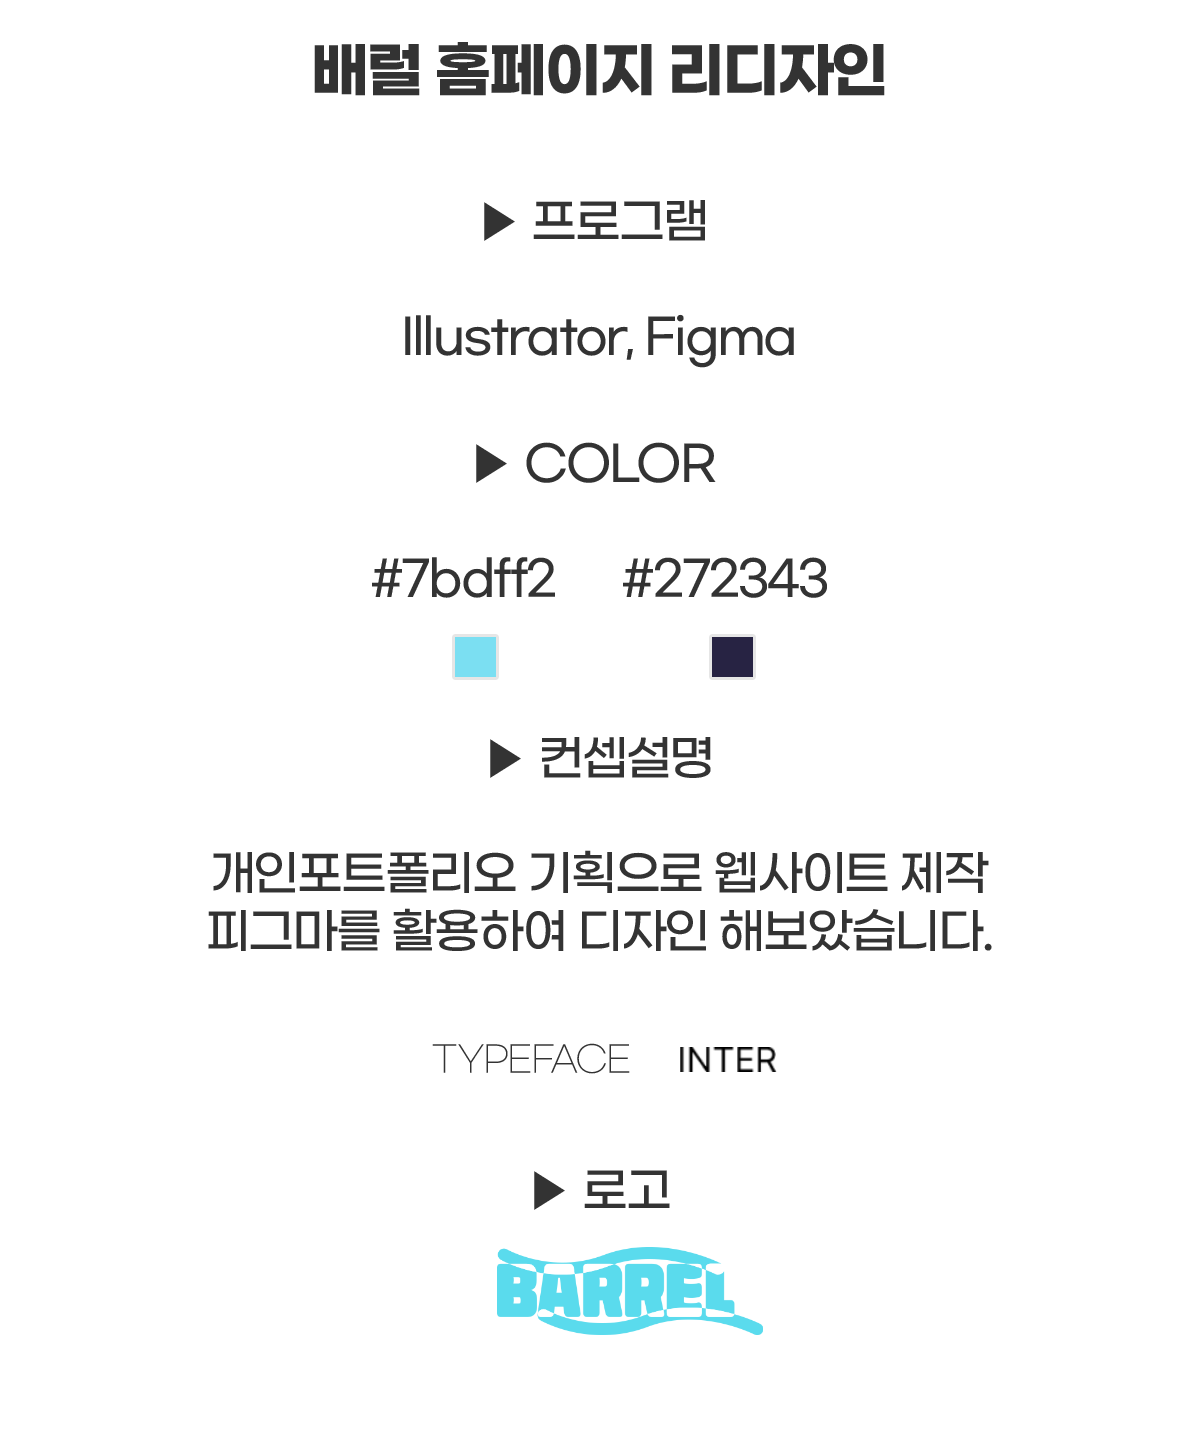 배럴 홈페이지 리디자인
▶ 프로그램
Illustrator, Figma
▶ COLOR
#7bdff2 #272343
▶ 컨셉설명
개인포트폴리오 기획으로 웹사이트 제작
피그마를 활용하여 디자인 해보았습니다.
TYPEFACE INTER
▶ 로고
BARREL